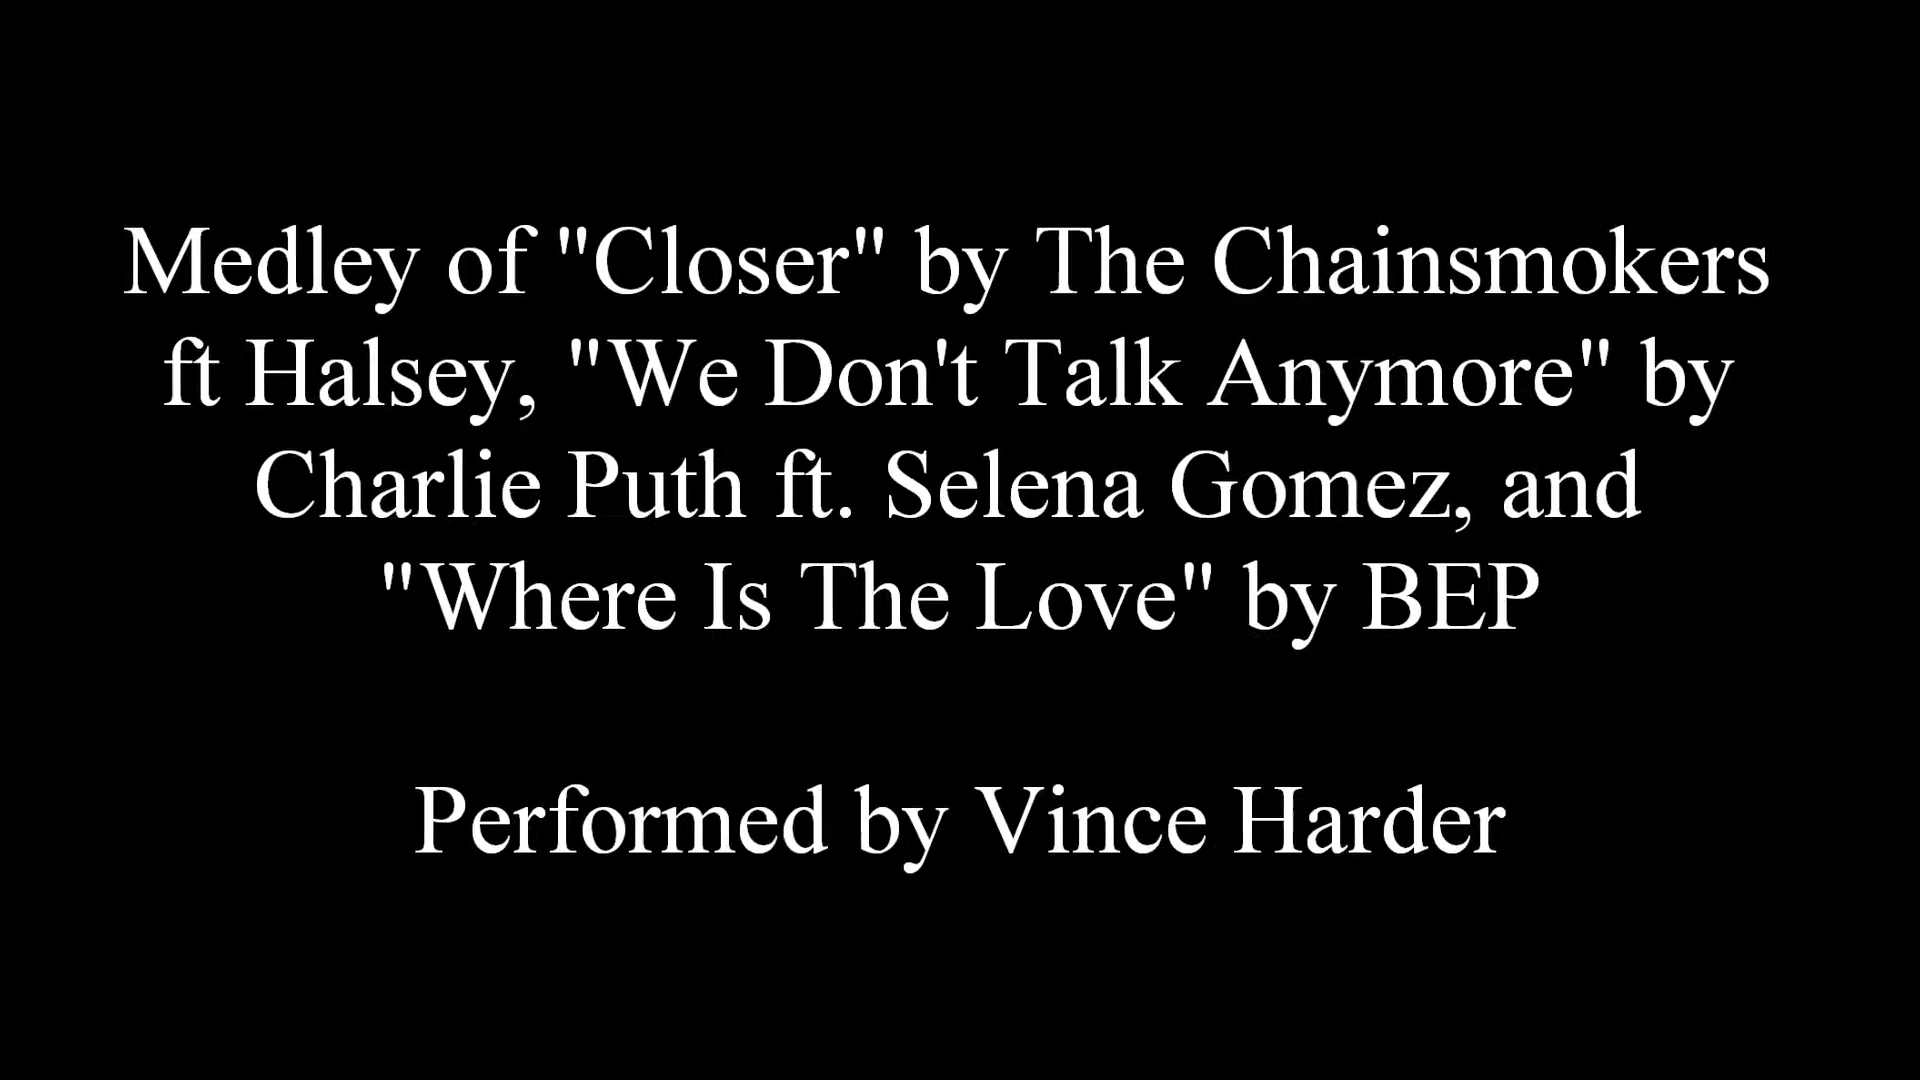 Medley of "Closer" by The Chainsmokers
ft Halsey, "We Don't Talk Anymore" by
Charlie Puth ft. Selena Gomez, and
"Where Is The Love" by BEP
Performed by Vince Harder